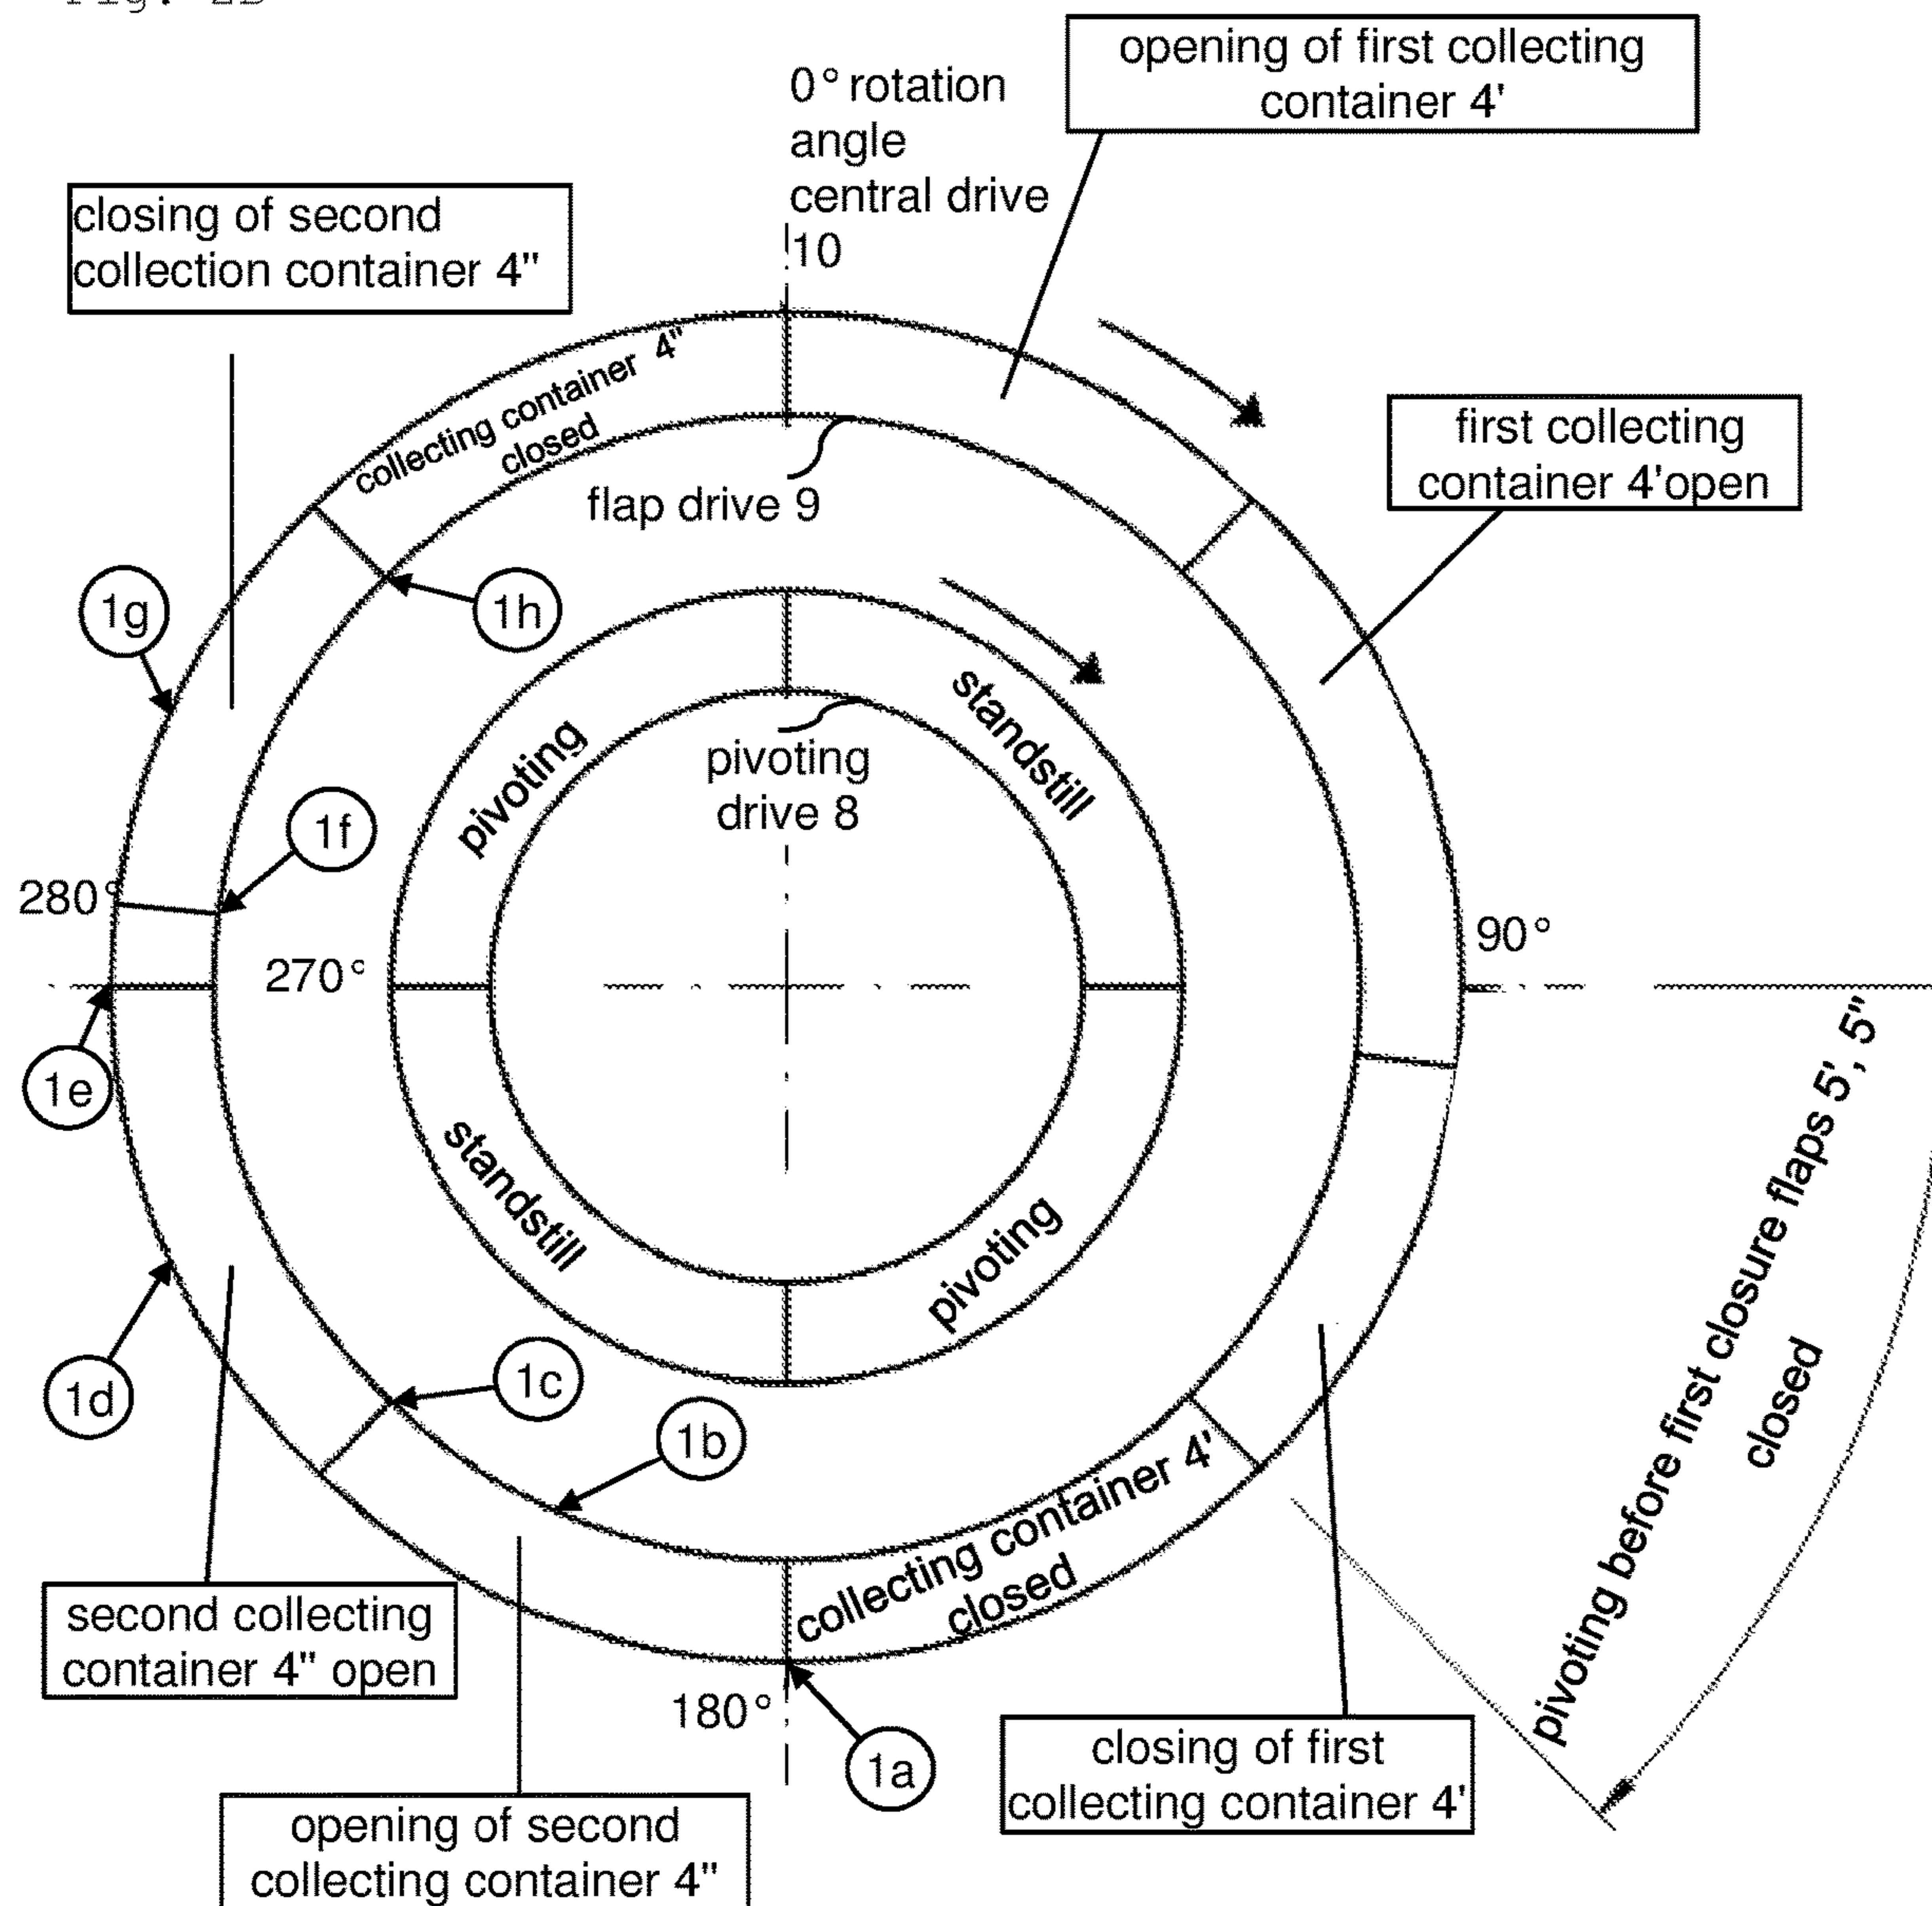 0° rotation
angle
central drive
10
opening of first collecting
container 4'
closing of second
collection container 4"
first collecting
container 4'open
collecting container 4"
closed
flap drive 9
1g
1h
pivoting
standstill
pivoting
drive 8
1f
280°
270°
90°
1e
pivoting before first closure flaps 5', 5"
closed
standstill
pivoting
1d
1c
1b
collecting container 4'
closed
second collecting
container 4" open
180°
1a
closing of first
collecting container 4'
opening of second
collecting container 4"